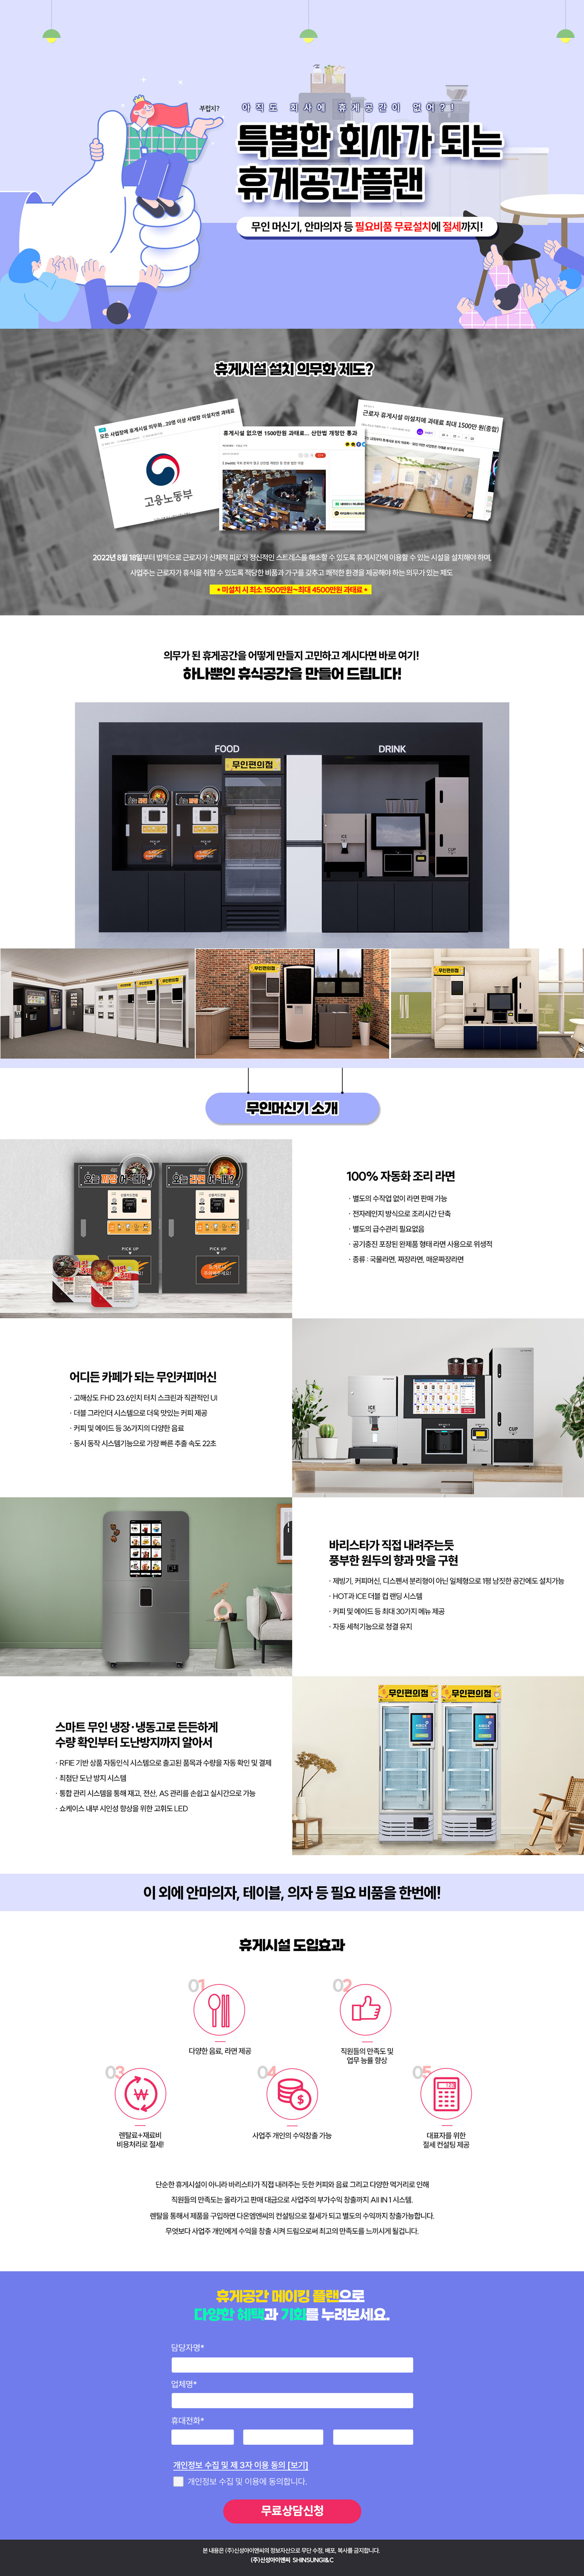 부럽지?
아직도 회사에 휴게공간이 없어?!
특별한 회사가 되는
휴게공간플랜
무인 머신기, 안마의자 등 필요비품 무료설치에 절세까지!
휴게시설 설치 의무화 제도?
모든 사업장에 휴게시설 의무화...20명 이상 사업장 미설치땐 과태료
고용노동부
휴게시설 없으면 1500만원 과태료... 산안법 개정안 통과
근로자 휴게시설 미설치에 과태료 최대 1500만 원(종합)
2022년 8월 18일부터 법적으로 근로자가 신체적 피로와 정신적인 스트레스를 해소할 수 있도록 휴게시간에 이용할 수 있는 시설을 설치해야 하며,
사업주는 근로자가 휴식을 취할 수 있도록 적당한 비품과 가구를 갖추고 쾌적한 환경을 제공해야 하는 의무가 있는 제도
* 미설치 시 최소 1500만원~최대 4500만원 과태료 *
의무가 된 휴게공간을 어떻게 만들지 고민하고 계시다면 바로 여기!
하나뿐인 휴식공간을 만들어 드립니다!
FOOD
DRINK
무인편의점
ICE
CUP
무인편의점
무인편의점
무인편의점
무인편의점
무인머신기 소개
오늘 짜장 어~때?
오늘 라면 어~때?
PICK UP
PICK UP
100% 자동화 조리 라면
· 별도의 수작업 없이 라면 판매 가능
· 전자레인지 방식으로 조리시간 단축
· 별도의 급수관리 필요없음
· 공기충진 포장된 완제품 형태 라면 사용으로 위생적
· 종류 : 국물라면, 짜장라면, 매운짜장라면
어디든 카페가 되는 무인커피머신
· 고해상도 FHD 23.6인치 터치 스크린과 직관적인 UI
· 더블 그라인더 시스템으로 더욱 맛있는 커피 제공
· 커피 및 에이드 등 36가지의 다양한 음료
· 동시 동작 시스템기능으로 가장 빠른 추출 속도 22초
ICE
CUP
바리스타가 직접 내려주는듯
풍부한 원두의 향과 맛을 구현
· 제빙기, 커피머신, 디스펜서 분리형이 아닌 일체형으로 1평 남짓한 공간에도 설치가능
· HOT과 ICE 더블 컵 랜딩 시스템
· 커피 및 에이드 등 최대 30가지 메뉴 제공
· 자동 세척기능으로 청결 유지
스마트 무인 냉장·냉동고로 든든하게
수량 확인부터 도난방지까지 알아서
· RFIE 기반 상품 자동인식 시스템으로 출고된 품목과 수량을 자동 확인 및 결제
· 최첨단 도난 방지 시스템
· 통합 관리 시스템을 통해 재고, 전산, AS 관리를 손쉽고 실시간으로 가능
· 쇼케이스 내부 시인성 향상을 위한 고휘도 LED
무인편의점
무인편의점
이 외에 안마의자, 테이블, 의자 등 필요 비품을 한번에!
휴게시설 도입효과
01
다양한 음료, 라면 제공
02
직원들의 만족도 및
업무 능률 향상
03
렌탈료+재료비
비용처리로 절세!
04
사업주 개인의 수익창출 가능
05
대표자를 위한
절세 컨설팅 제공
단순한 휴게시설이 아니라 바리스타가 직접 내려주는 듯한 커피와 음료 그리고 다양한 먹거리로 인해
직원들의 만족도는 올라가고 판매 대금으로 사업주의 부가수익 창출까지 All IN 1 시스템.
렌탈을 통해서 제품을 구입하면 다온엠앤씨의 컨설팅으로 절세가 되고 별도의 수익까지 창출가능합니다.
무엇보다 사업주 개인에게 수익을 창출 시켜 드림으로써 최고의 만족도를 느끼시게 될겁니다.
휴게공간 메이킹 플랜으로
다양한 혜택과 기회를 누려보세요.
담당자명*
업체명*
휴대전화*
개인정보 수집 및 제 3자 이용 동의 [보기]
개인정보 수집 및 이용에 동의합니다.
무료상담신청
본 내용은 (주)신성아이앤씨의 정보자산으로 무단 수정, 배포, 복사를 금지합니다.
(주)신성아이앤씨 SHINSUNGI&C